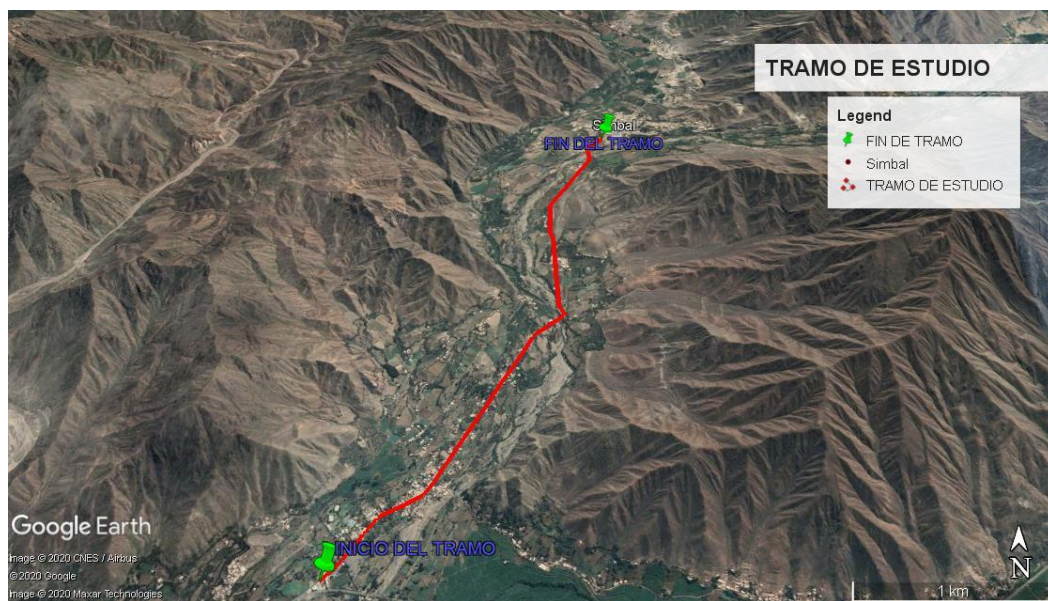 TRAMO DE ESTUDIO
Legend
FIN DE TRAMO
Simbal
TRAMO DE ESTUDIO
Simbal
FIN DEL TRAMO
INICIO DEL TRAMO
Google Earth
Image © 2020 CNES / Airbus
© 2020 Google
Image © 2020 Maxar Technologies
N
1 km